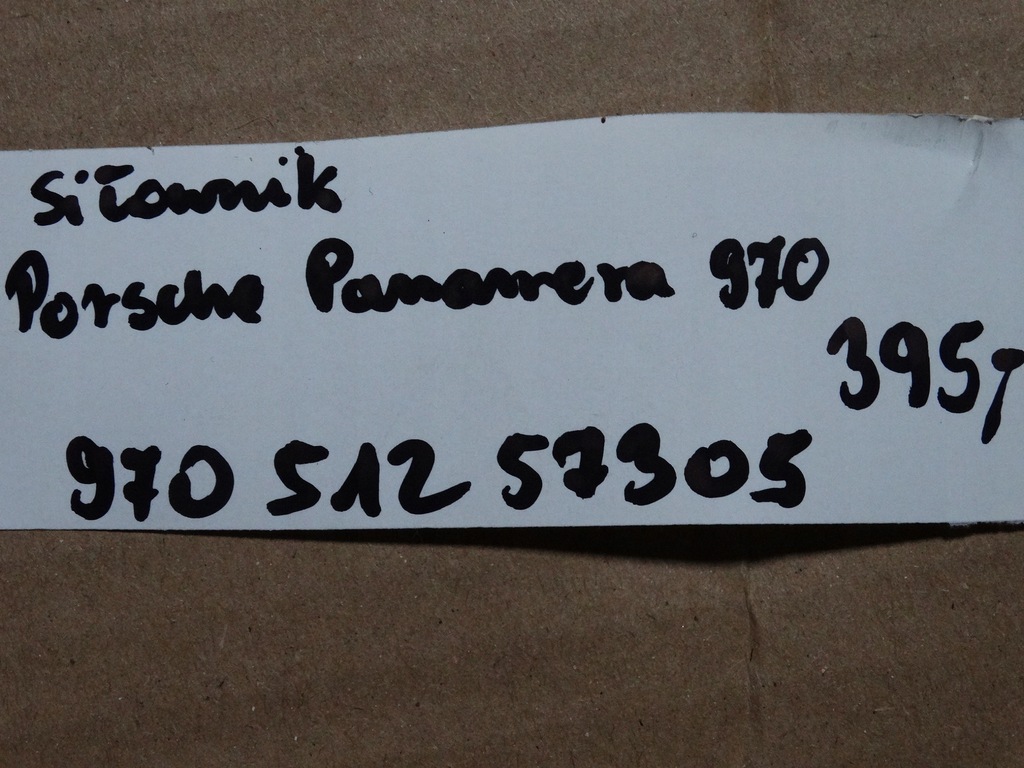 siłownik
Porsche Panamera 970
395,-
970 512 57305